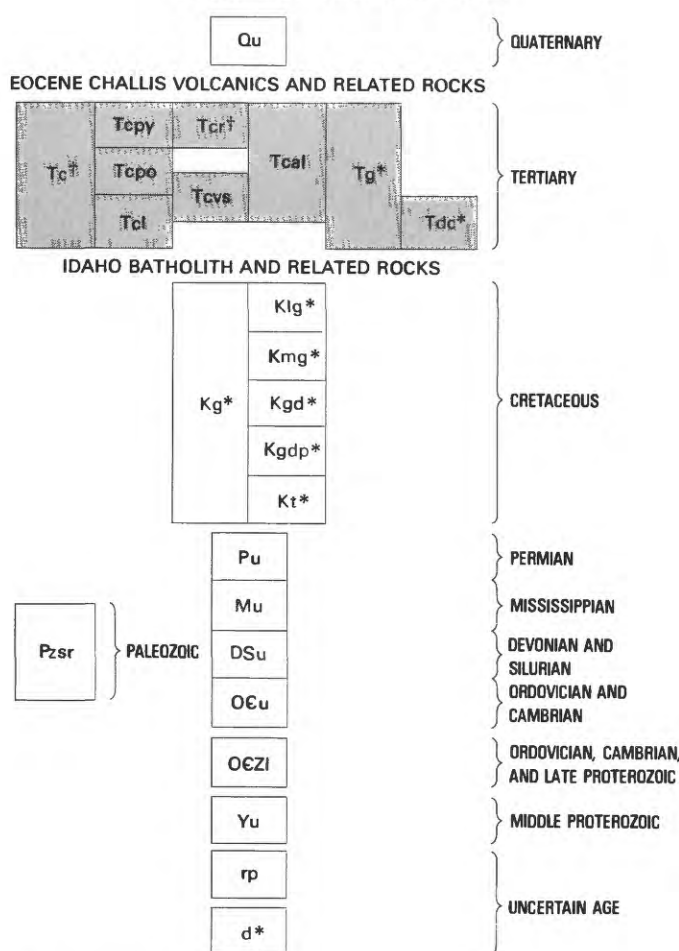 Qu
QUATERNARY
EOCENE CHALLIS VOLCANICS AND RELATED ROCKS
Tc†
Tcpy
Tcr†
Tcpo
Tcvs
Tcl
Tcal
Tg*
Tdc*
TERTIARY
IDAHO BATHOLITH AND RELATED ROCKS
Kg*
Klg*
Kmg*
Kgd*
Kgdp*
Kt*
CRETACEOUS
Pu
PERMIAN
Mu
MISSISSIPPIAN
Pzsr
PALEOZOIC
DSu
DEVONIAN AND
SILURIAN
OЄu
ORDOVICIAN AND
CAMBRIAN
OЄZl
ORDOVICIAN, CAMBRIAN,
AND LATE PROTEROZOIC
Yu
MIDDLE PROTEROZOIC
rp
d*
UNCERTAIN AGE